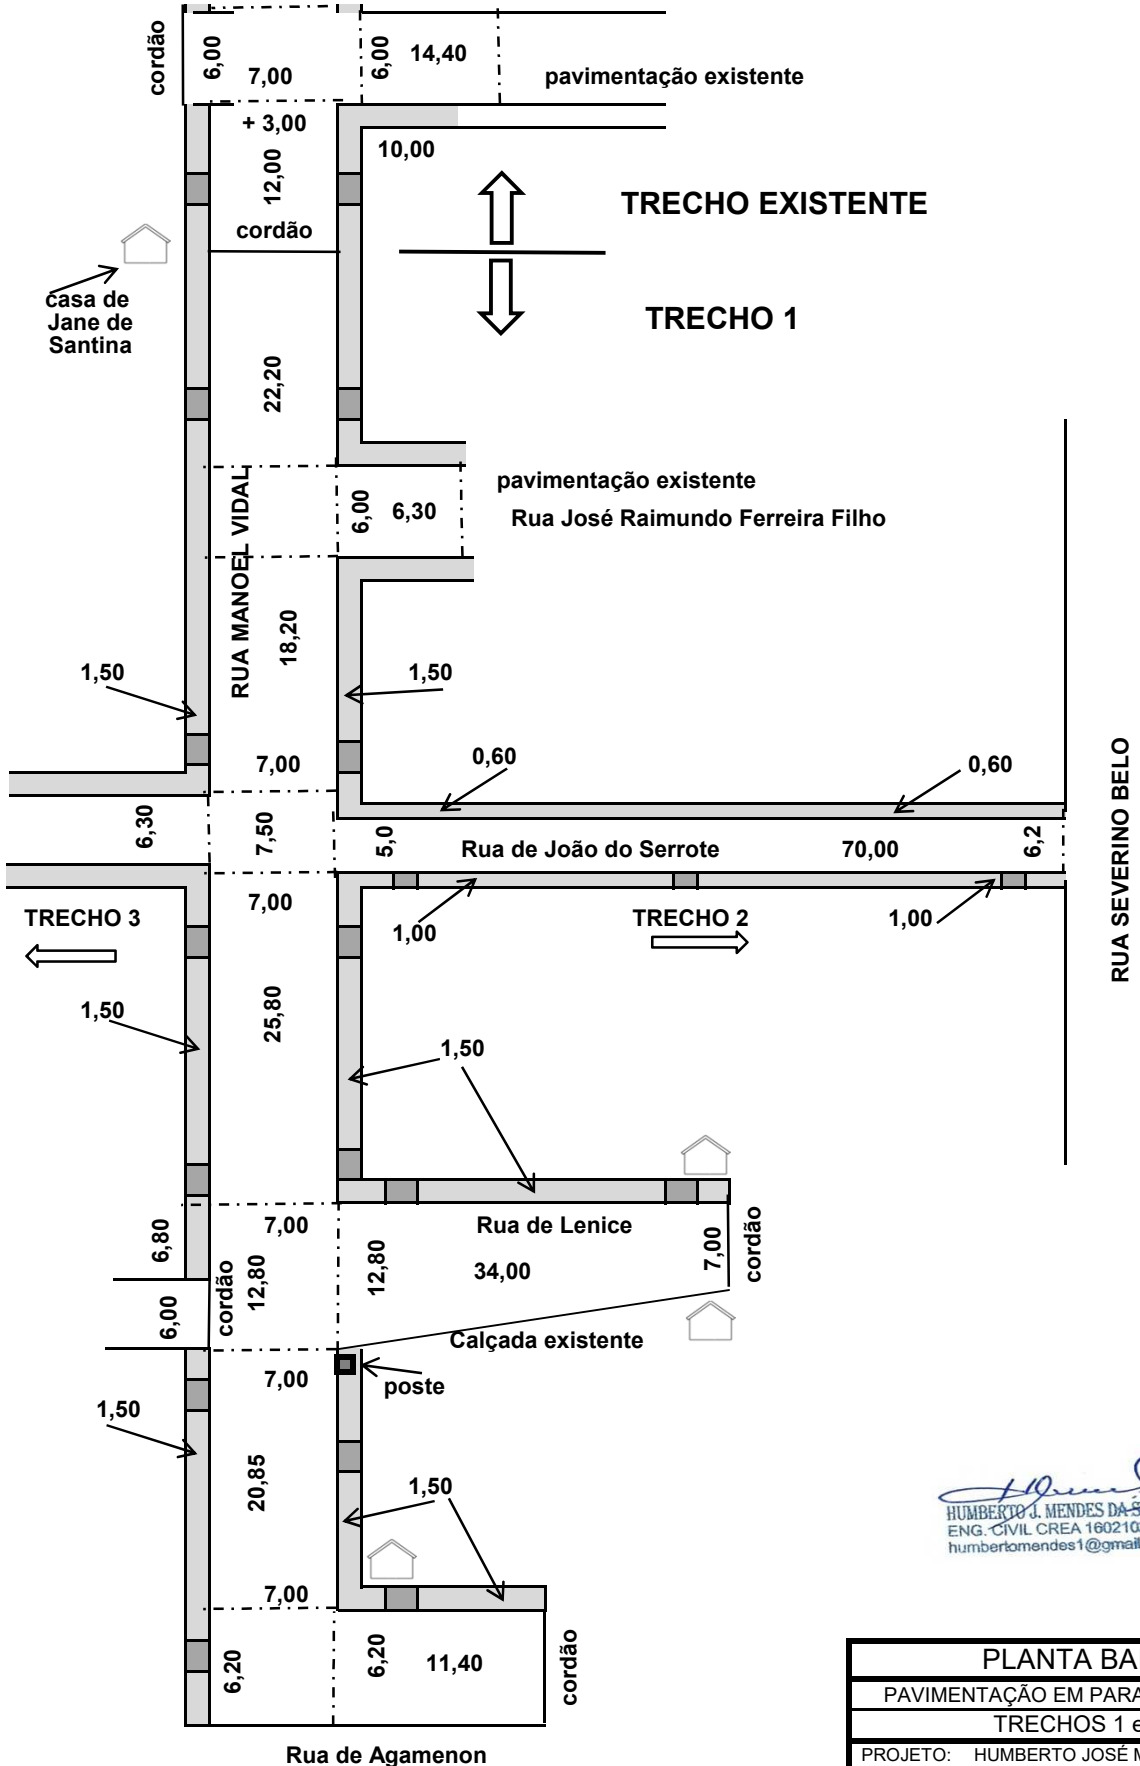 cordão
6,00
7,00
6,00
14,40
pavimentação existente
+ 3,00
12,00
10,00
TRECHO EXISTENTE
cordão
casa de
Jane de
Santina
TRECHO 1
22,20
RUA MANOEL VIDAL
pavimentação existente
6,00
6,30
Rua José Raimundo Ferreira Filho
18,20
1,50
1,50
7,00
0,60
0,60
RUA SEVERINO BELO
6,30
7,50
5,0
Rua de João do Serrote
70,00
6,2
7,00
TRECHO 3
1,00
TRECHO 2
1,00
25,80
1,50
1,50
7,00
Rua de Lenice
6,80
12,80
12,80
34,00
7,00
cordão
6,00
cordão
Calçada existente
7,00
poste
1,50
20,85
1,50
HUMBERTO J. MENDES DA S
ENG. CIVIL CREA 160210
humbertomendes1@gmail
7,00
6,20
6,20
11,40
cordão
Rua de Agamenon
PLANTA BA
PAVIMENTAÇÃO EM PARA
TRECHOS 1 e
PROJETO: HUMBERTO JOSÉ M